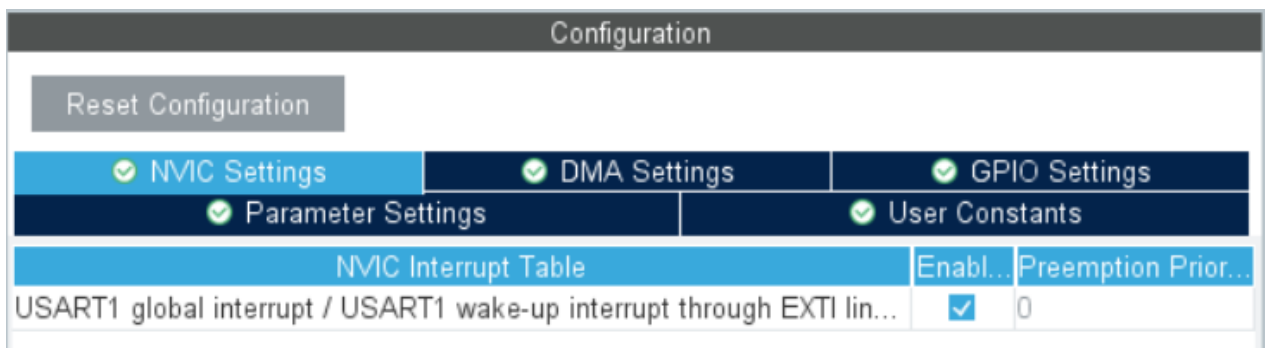 Configuration
Reset Configuration
NVIC Settings DMA Settings GPIO Settings
Parameter Settings User Constants
NVIC Interrupt Table Enabl... Preemption Prior...
USART1 global interrupt / USART1 wake-up interrupt through EXTI lin... 0